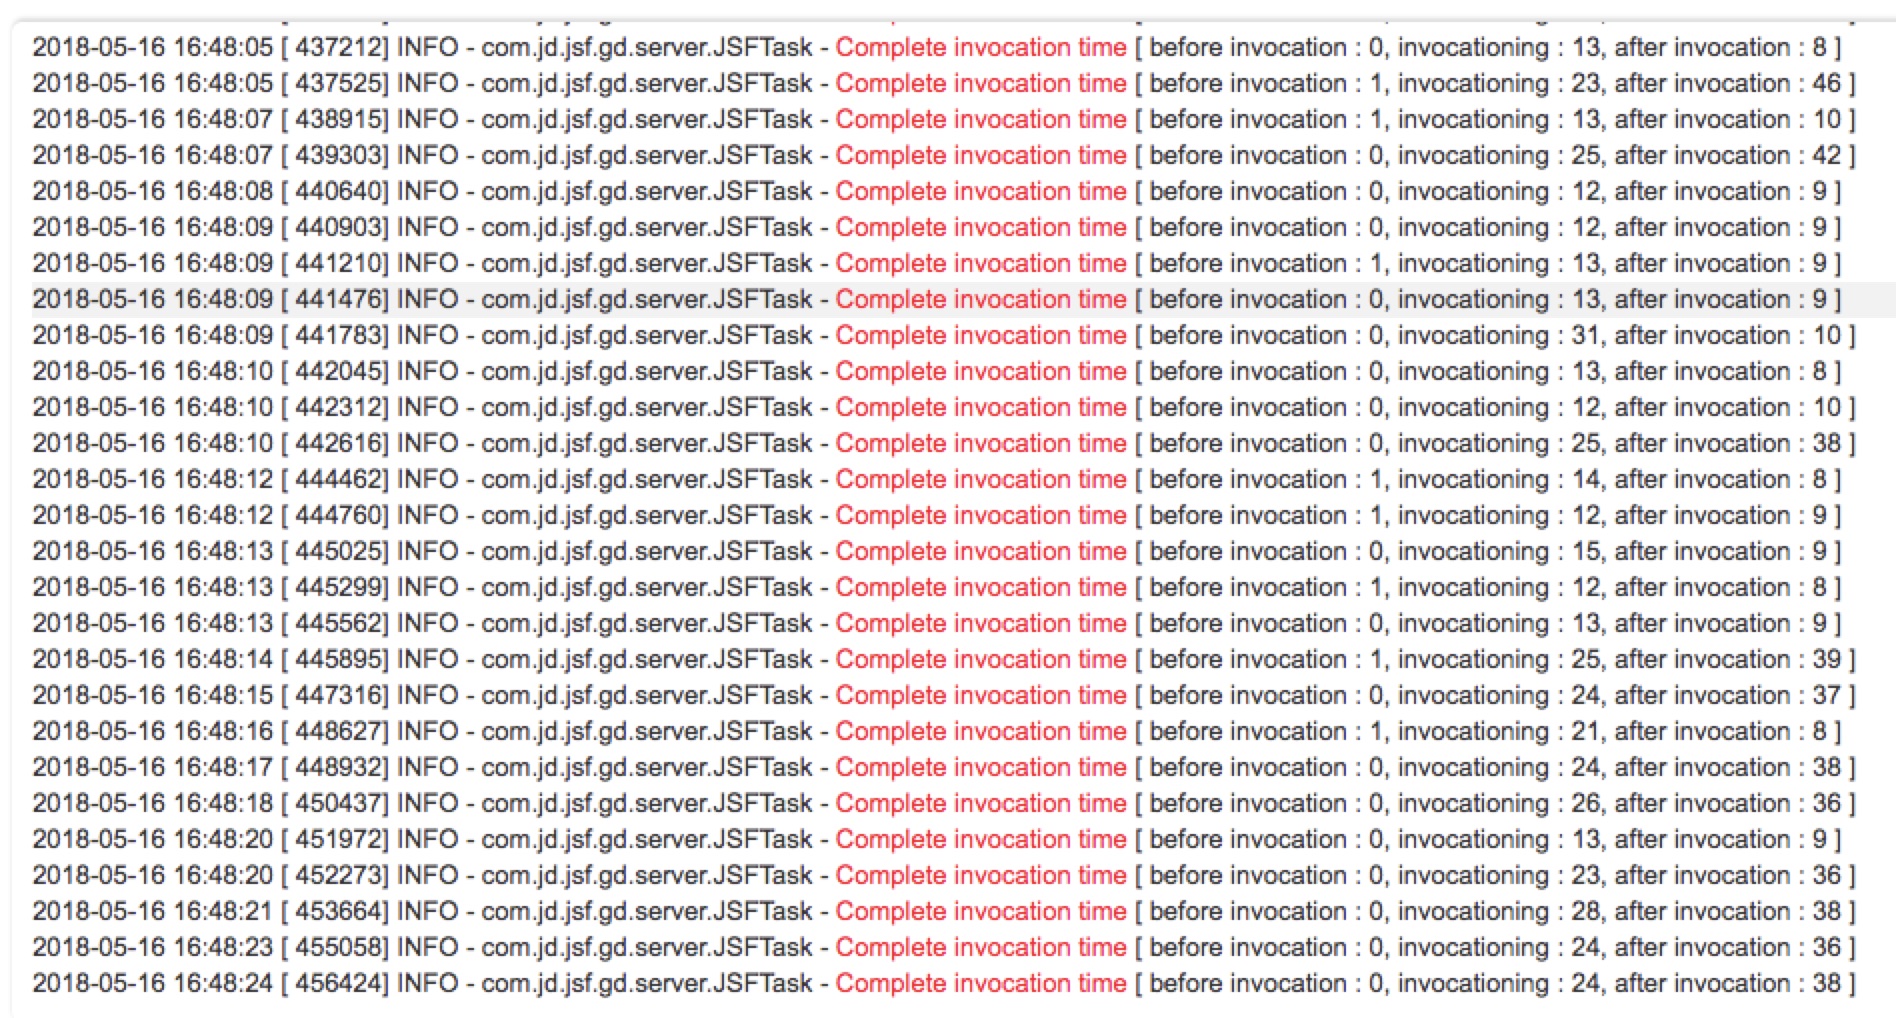 2018-05-16 16:48:05 [ 437212] INFO - com.jd.jsf.gd.server.JSFTask - Complete invocation time [ before invocation : 0, invocationing : 13, after invocation : 8 ]
2018-05-16 16:48:05 [ 437525] INFO - com.jd.jsf.gd.server.JSFTask - Complete invocation time [ before invocation : 1, invocationing : 23, after invocation : 46 ]
2018-05-16 16:48:07 [ 438915] INFO - com.jd.jsf.gd.server.JSFTask - Complete invocation time [ before invocation : 1, invocationing : 13, after invocation : 10 ]
2018-05-16 16:48:07 [ 439303] INFO - com.jd.jsf.gd.server.JSFTask - Complete invocation time [ before invocation : 0, invocationing : 25, after invocation : 42 ]
2018-05-16 16:48:08 [ 440640] INFO - com.jd.jsf.gd.server.JSFTask - Complete invocation time [ before invocation : 0, invocationing : 12, after invocation : 9 ]
2018-05-16 16:48:09 [ 440903] INFO - com.jd.jsf.gd.server.JSFTask - Complete invocation time [ before invocation : 0, invocationing : 12, after invocation : 9 ]
2018-05-16 16:48:09 [ 441210] INFO - com.jd.jsf.gd.server.JSFTask - Complete invocation time [ before invocation : 1, invocationing : 13, after invocation : 9 ]
2018-05-16 16:48:09 [ 441476] INFO - com.jd.jsf.gd.server.JSFTask - Complete invocation time [ before invocation : 0, invocationing : 13, after invocation : 9 ]
2018-05-16 16:48:09 [ 441783] INFO - com.jd.jsf.gd.server.JSFTask - Complete invocation time [ before invocation : 0, invocationing : 31, after invocation : 10 ]
2018-05-16 16:48:10 [ 442045] INFO - com.jd.jsf.gd.server.JSFTask - Complete invocation time [ before invocation : 0, invocationing : 13, after invocation : 8 ]
2018-05-16 16:48:10 [ 442312] INFO - com.jd.jsf.gd.server.JSFTask - Complete invocation time [ before invocation : 0, invocationing : 12, after invocation : 10 ]
2018-05-16 16:48:10 [ 442616] INFO - com.jd.jsf.gd.server.JSFTask - Complete invocation time [ before invocation : 0, invocationing : 25, after invocation : 38 ]
2018-05-16 16:48:12 [ 444462] INFO - com.jd.jsf.gd.server.JSFTask - Complete invocation time [ before invocation : 1, invocationing : 14, after invocation : 8 ]
2018-05-16 16:48:12 [ 444760] INFO - com.jd.jsf.gd.server.JSFTask - Complete invocation time [ before invocation : 1, invocationing : 12, after invocation : 9 ]
2018-05-16 16:48:13 [ 445025] INFO - com.jd.jsf.gd.server.JSFTask - Complete invocation time [ before invocation : 0, invocationing : 15, after invocation : 9 ]
2018-05-16 16:48:13 [ 445299] INFO - com.jd.jsf.gd.server.JSFTask - Complete invocation time [ before invocation : 1, invocationing : 12, after invocation : 8 ]
2018-05-16 16:48:13 [ 445562] INFO - com.jd.jsf.gd.server.JSFTask - Complete invocation time [ before invocation : 0, invocationing : 13, after invocation : 9 ]
2018-05-16 16:48:14 [ 445895] INFO - com.jd.jsf.gd.server.JSFTask - Complete invocation time [ before invocation : 1, invocationing : 25, after invocation : 39 ]
2018-05-16 16:48:15 [ 447316] INFO - com.jd.jsf.gd.server.JSFTask - Complete invocation time [ before invocation : 0, invocationing : 24, after invocation : 37 ]
2018-05-16 16:48:16 [ 448627] INFO - com.jd.jsf.gd.server.JSFTask - Complete invocation time [ before invocation : 1, invocationing : 21, after invocation : 8 ]
2018-05-16 16:48:17 [ 448932] INFO - com.jd.jsf.gd.server.JSFTask - Complete invocation time [ before invocation : 0, invocationing : 24, after invocation : 38 ]
2018-05-16 16:48:18 [ 450437] INFO - com.jd.jsf.gd.server.JSFTask - Complete invocation time [ before invocation : 0, invocationing : 26, after invocation : 36 ]
2018-05-16 16:48:20 [ 451972] INFO - com.jd.jsf.gd.server.JSFTask - Complete invocation time [ before invocation : 0, invocationing : 13, after invocation : 9 ]
2018-05-16 16:48:20 [ 452273] INFO - com.jd.jsf.gd.server.JSFTask - Complete invocation time [ before invocation : 0, invocationing : 23, after invocation : 36 ]
2018-05-16 16:48:21 [ 453664] INFO - com.jd.jsf.gd.server.JSFTask - Complete invocation time [ before invocation : 0, invocationing : 28, after invocation : 38 ]
2018-05-16 16:48:23 [ 455058] INFO - com.jd.jsf.gd.server.JSFTask - Complete invocation time [ before invocation : 0, invocationing : 24, after invocation : 36 ]
2018-05-16 16:48:24 [ 456424] INFO - com.jd.jsf.gd.server.JSFTask - Complete invocation time [ before invocation : 0, invocationing : 24, after invocation : 38 ]